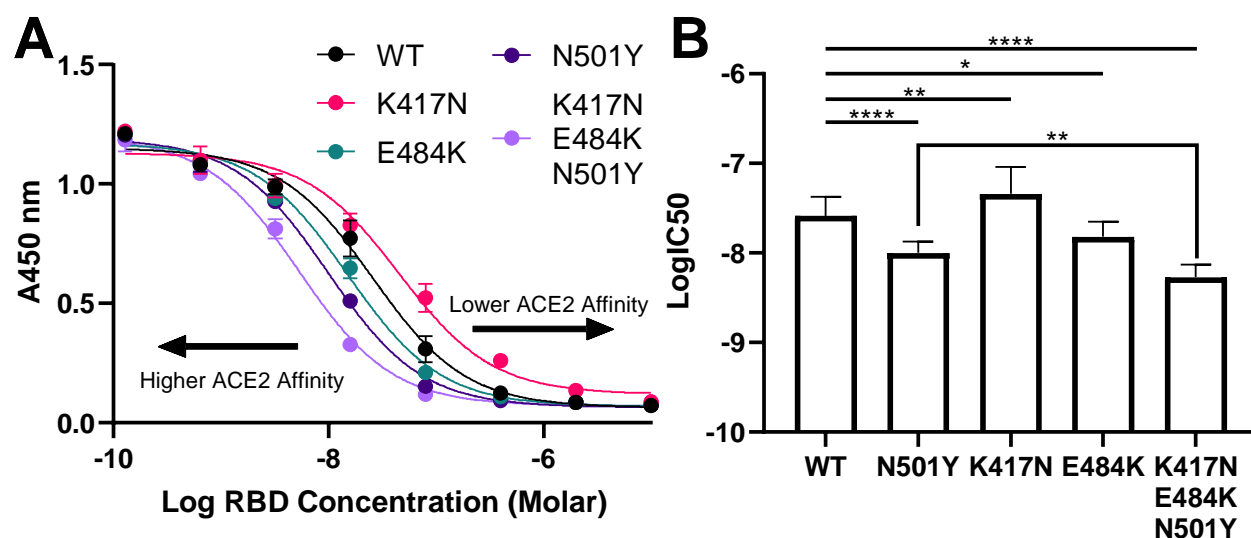 A
WT
N501Y
K417N
E484K
K417N
E484K
N501Y
1.5
1.0
0.5
0.0
A450 nm
Lower ACE2 Affinity
Higher ACE2 Affinity
-10
-8
-6
Log RBD Concentration (Molar)
B
****
*
**
****
**
-6
-7
-8
-9
-10
LogIC50
WT
N501Y
K417N
E484K
K417N
E484K
N501Y